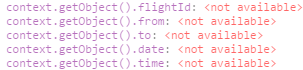 context.getObject().flightId: <not available>
context.getObject().from: <not available>
context.getObject().to: <not available>
context.getObject().date: <not available>
context.getObject().time: <not available>